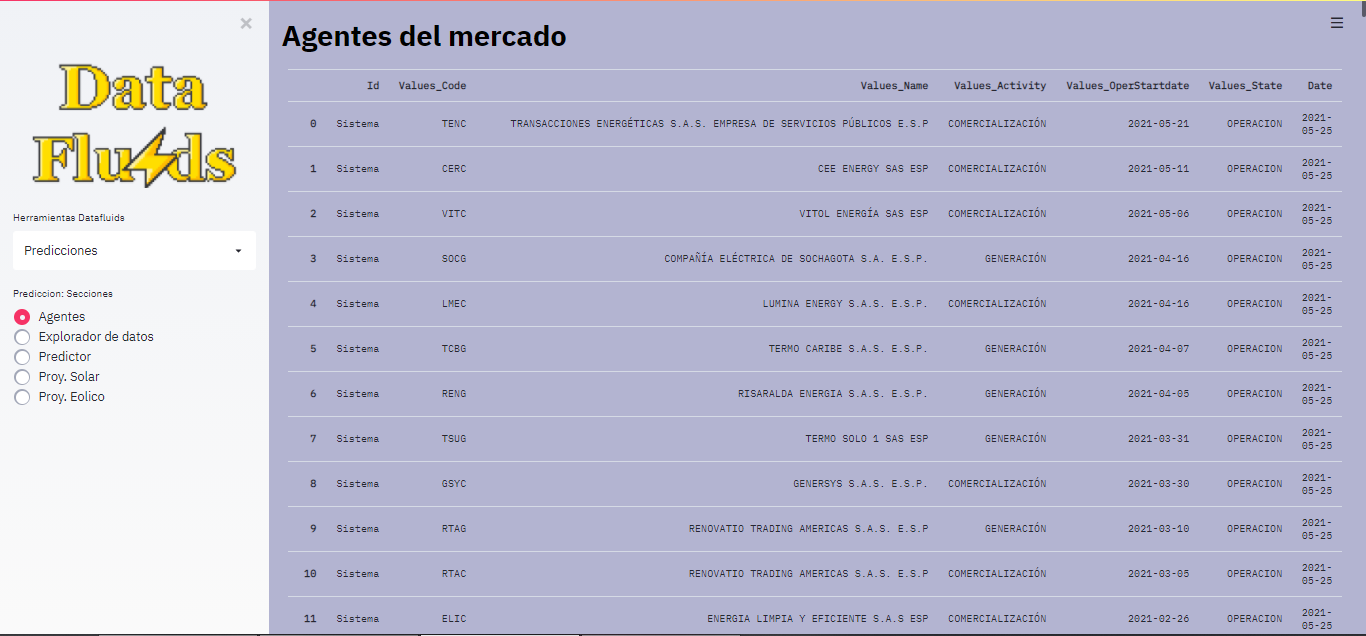 ×
Data
Fluids
Herramientas Datafluids
Predicciones
Prediccion: Secciones
Agentes
Explorador de datos
Predictor
Proy. Solar
Proy. Eolico
Agentes del mercado
Id Values_Code Values_Name Values_Activity Values_OperStartdate Values_State Date
0 Sistema TENC TRANSACCIONES ENERGÉTICAS S.A.S. EMPRESA DE SERVICIOS PÚBLICOS E.S.P COMERCIALIZACIÓN 2021-05-21 OPERACION 2021-
05-25
1 Sistema CERC CEE ENERGY SAS ESP COMERCIALIZACIÓN 2021-05-11 OPERACION 2021-
05-25
2 Sistema VITC VITOL ENERGÍA SAS ESP COMERCIALIZACIÓN 2021-05-06 OPERACION 2021-
05-25
3 Sistema SOCG COMPAÑÍA ELÉCTRICA DE SOCHAGOTA S.A. E.S.P. GENERACIÓN 2021-04-16 OPERACION 2021-
05-25
4 Sistema LMEC LUMINA ENERGY S.A.S. E.S.P. COMERCIALIZACIÓN 2021-04-16 OPERACION 2021-
05-25
5 Sistema TCBG TERMO CARIBE S.A.S. E.S.P. GENERACIÓN 2021-04-07 OPERACION 2021-
05-25
6 Sistema RENG RISARALDA ENERGIA S.A.S. E.S.P. GENERACIÓN 2021-04-05 OPERACION 2021-
05-25
7 Sistema TSUG TERMO SOLO 1 SAS ESP GENERACIÓN 2021-03-31 OPERACION 2021-
05-25
8 Sistema GSYC GENERSYS S.A.S. E.S.P. COMERCIALIZACIÓN 2021-03-30 OPERACION 2021-
05-25
9 Sistema RTAG RENOVATIO TRADING AMERICAS S.A.S. E.S.P GENERACIÓN 2021-03-10 OPERACION 2021-
05-25
10 Sistema RTAC RENOVATIO TRADING AMERICAS S.A.S. E.S.P COMERCIALIZACIÓN 2021-03-05 OPERACION 2021-
05-25
11 Sistema ELIC ENERGIA LIMPIA Y EFICIENTE S.A.S ESP COMERCIALIZACIÓN 2021-02-26 OPERACION 2021-
05-25